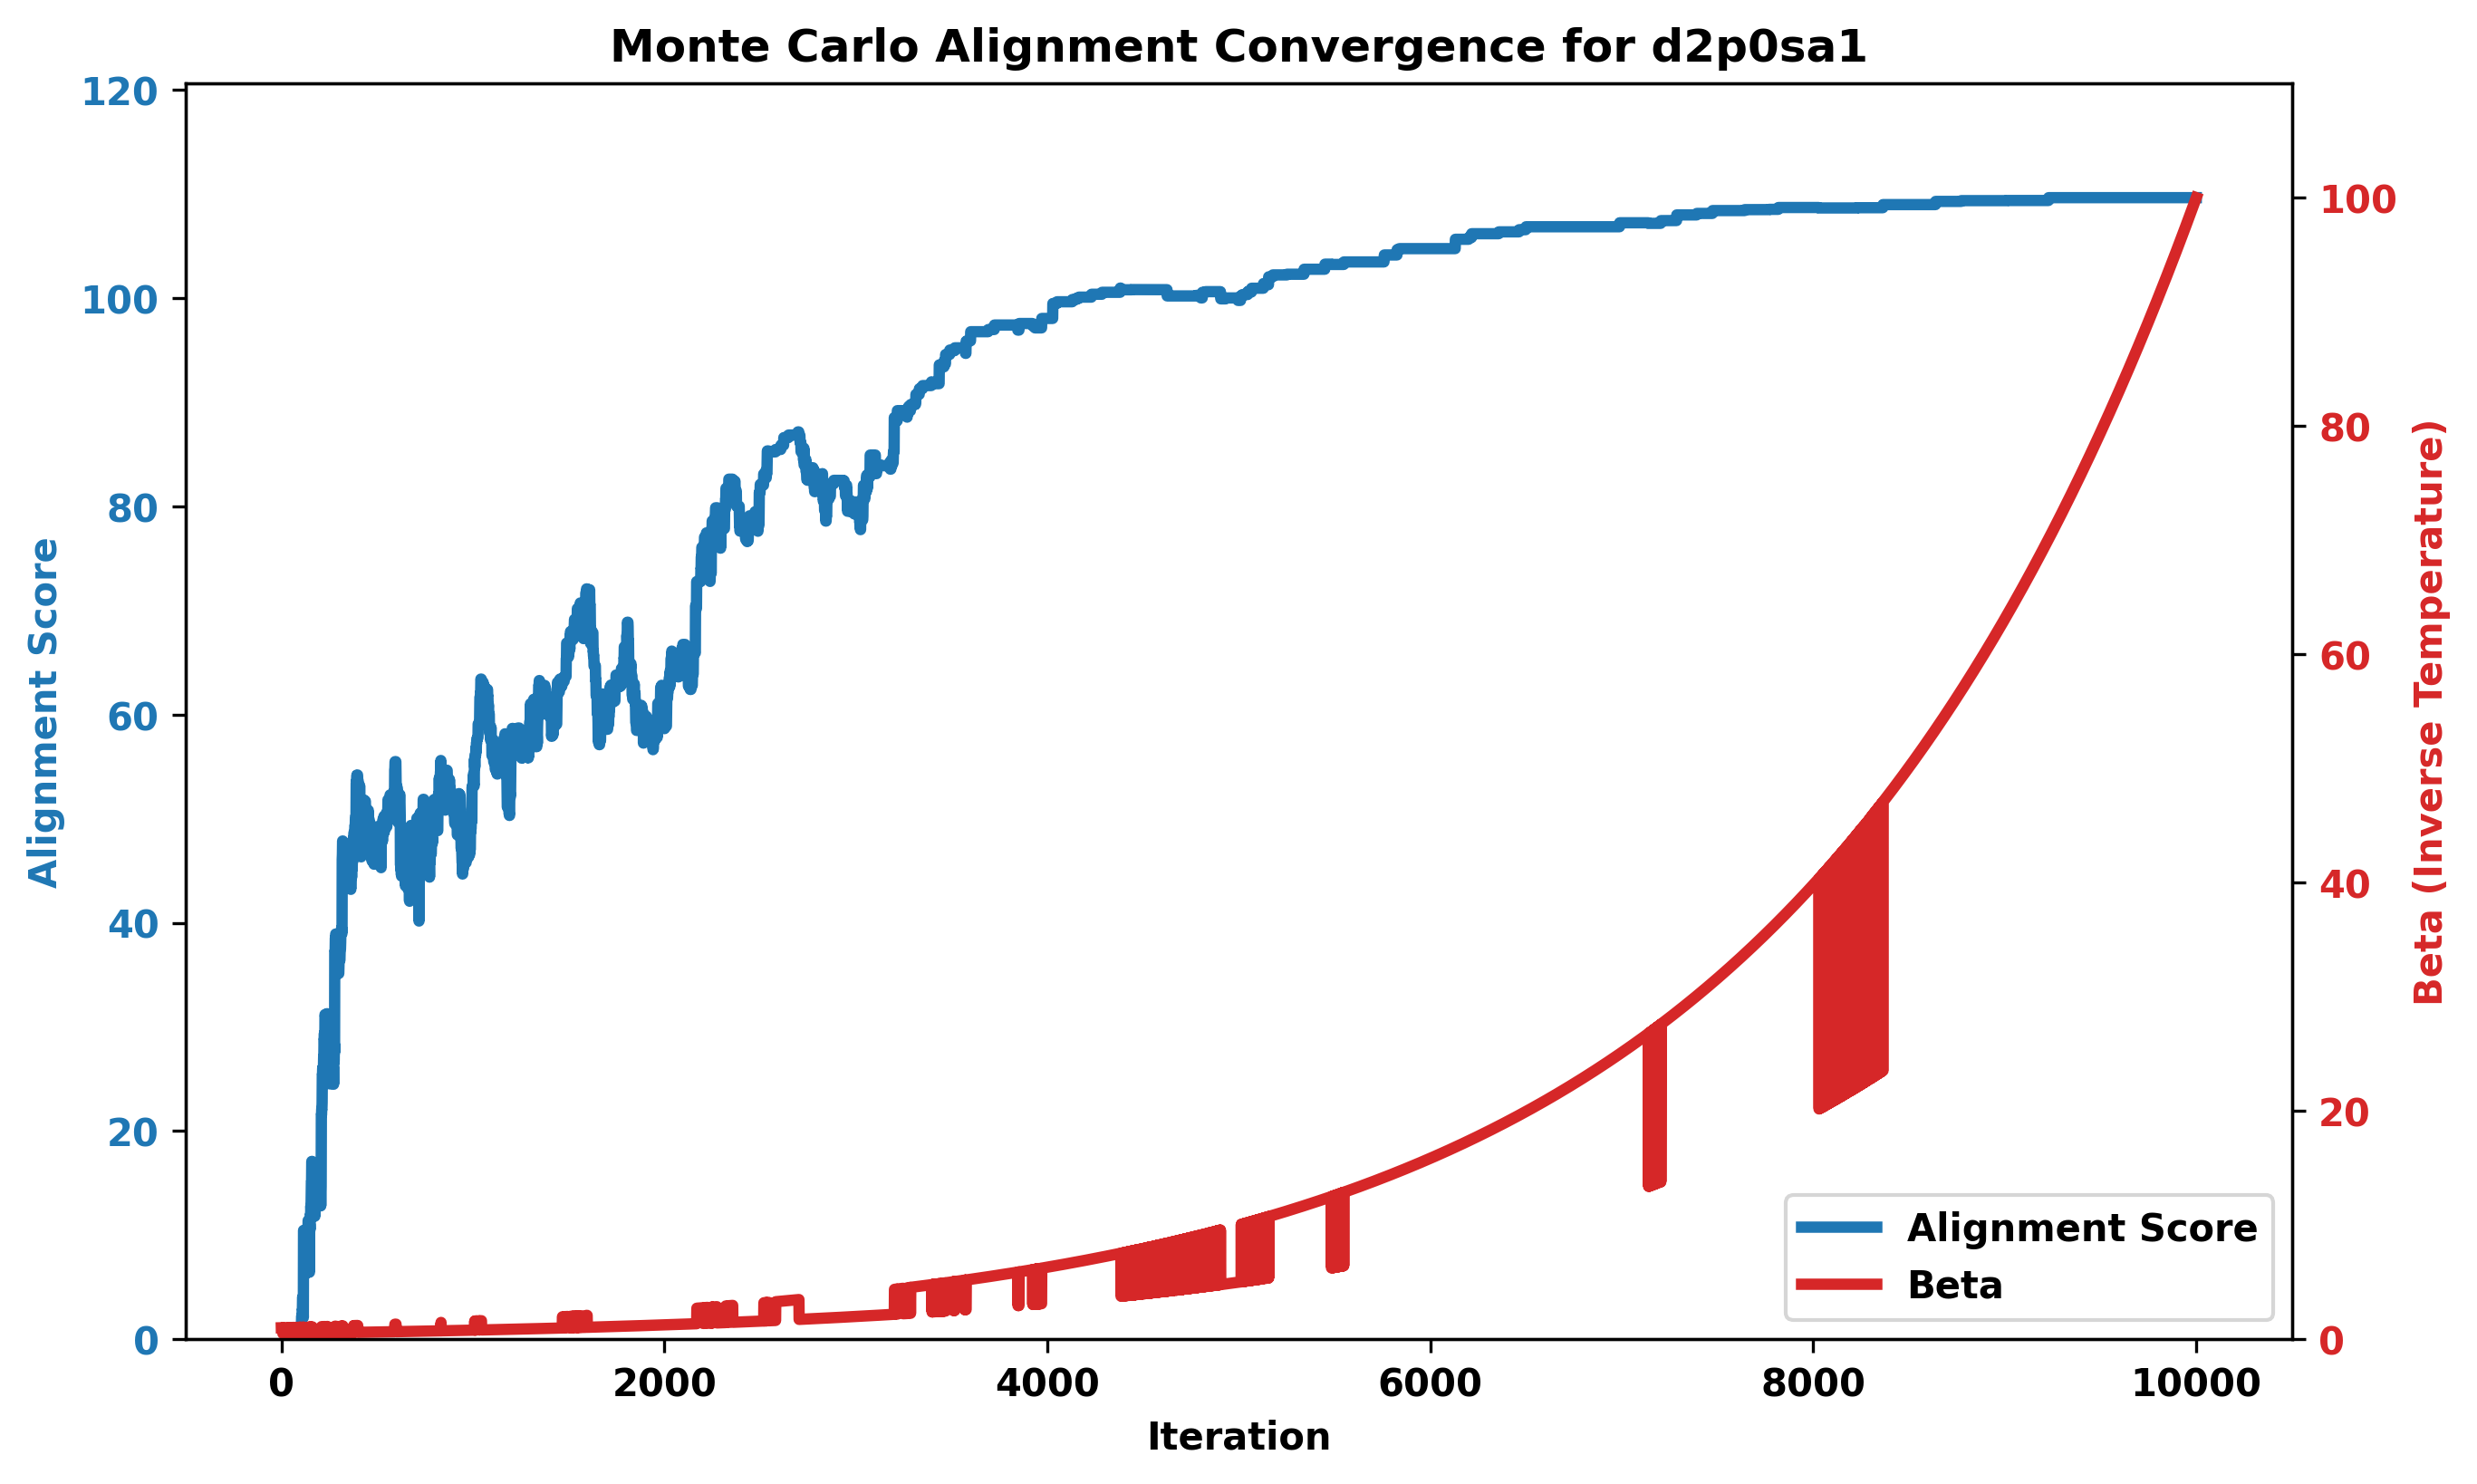 Monte Carlo Alignment Convergence for d2p0sa1
120
100
80
60
40
20
0
Alignment Score
100
80
60
40
20
0
Beta (Inverse Temperature)
Alignment Score
Beta
0 2000 4000 6000 8000 10000
Iteration